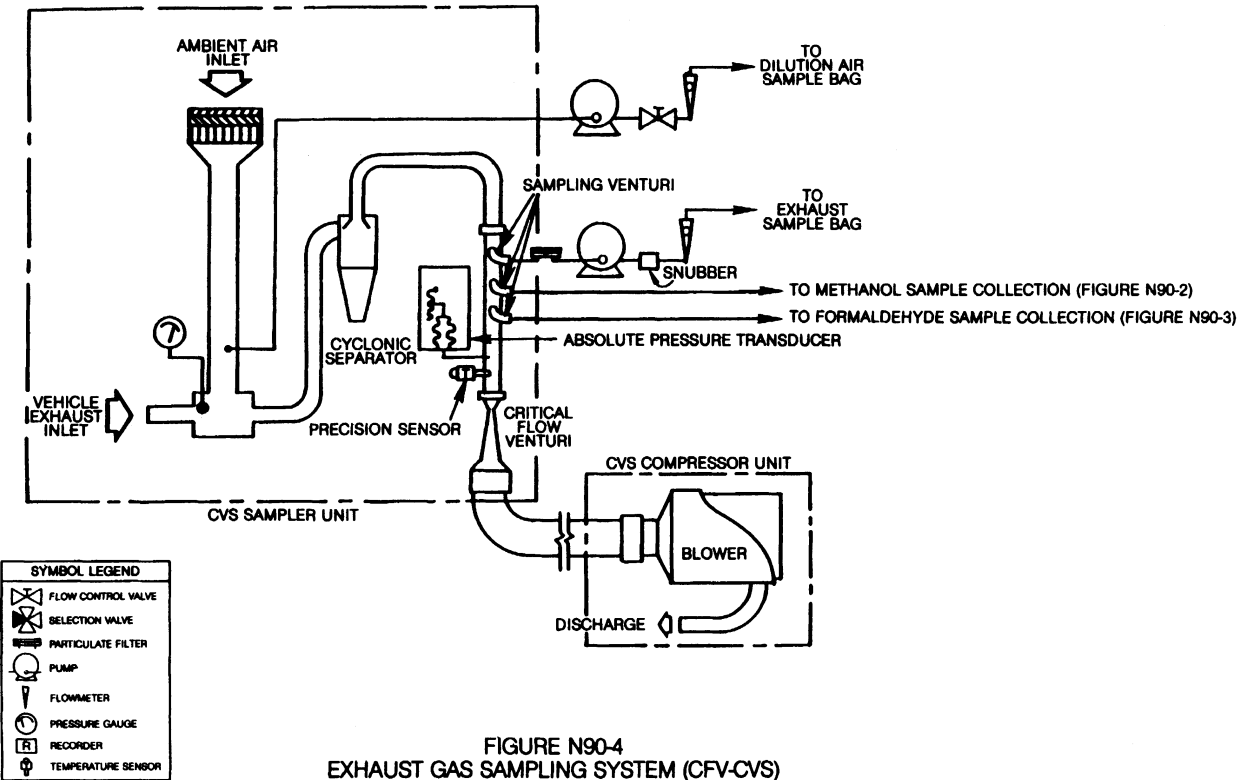 AMBIENT AIR
INLET
TO
DILUTION AIR
SAMPLE BAG
SAMPLING VENTURI
TO
EXHAUST
SAMPLE BAG
SNUBBER
TO METHANOL SAMPLE COLLECTION (FIGURE N90-2)
TO FORMALDEHYDE SAMPLE COLLECTION (FIGURE N90-3)
CYCLONIC
SEPARATOR
ABSOLUTE PRESSURE TRANSDUCER
VEHICLE
EXHAUST
INLET
PRECISION SENSOR
CRITICAL
FLOW
VENTURI
CVS COMPRESSOR UNIT
CVS SAMPLER UNIT
BLOWER
DISCHARGE
SYMBOL LEGEND
FLOW CONTROL VALVE
SELECTION VALVE
PARTICULATE FILTER
PUMP
FLOWMETER
PRESSURE GAUGE
R RECORDER
TEMPERATURE SENSOR
FIGURE N90-4
EXHAUST GAS SAMPLING SYSTEM (CFV-CVS)